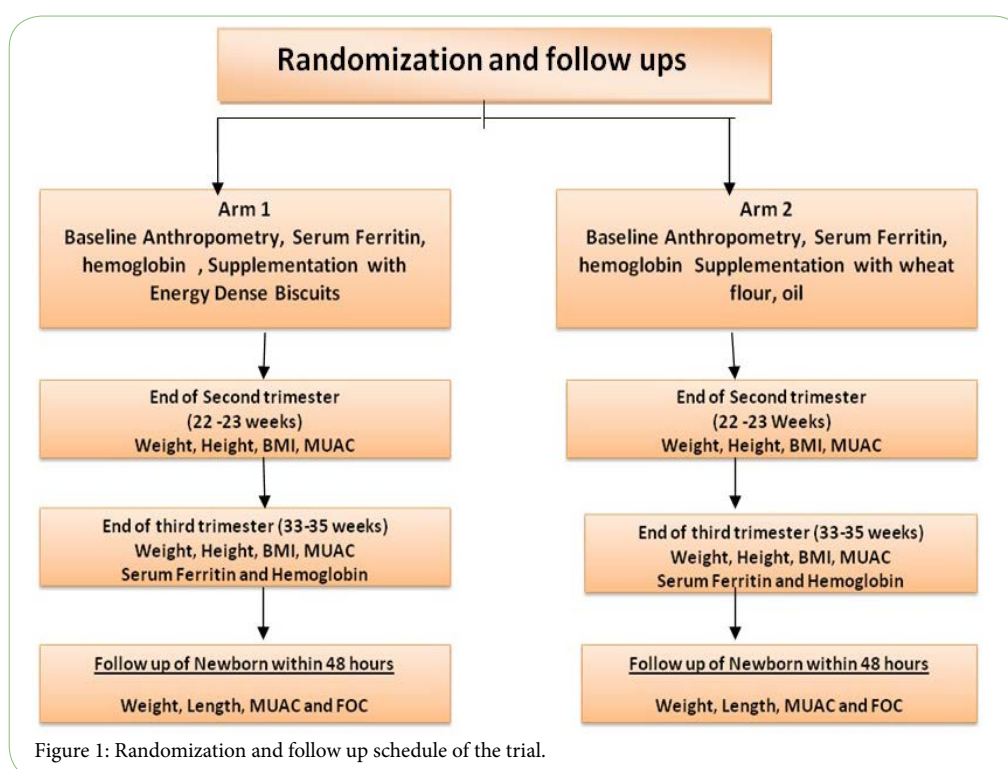 Randomization and follow ups
Arm 1
Baseline Anthropometry, Serum Ferritin,
hemoglobin , Supplementation with
Energy Dense Biscuits
Arm 2
Baseline Anthropometry, Serum Ferritin,
hemoglobin Supplementation with wheat
flour, oil
End of Second trimester
(22 -23 weeks)
Weight, Height, BMI, MUAC
End of Second trimester
(22 -23 Weeks)
Weight, Height, BMI, MUAC
End of third trimester (33-35 weeks)
Weight, Height, BMI, MUAC
Serum Ferritin and Hemoglobin
End of third trimester (33-35 weeks)
Weight, Height, BMI, MUAC
Serum Ferritin and Hemoglobin
Follow up of Newborn within 48 hours
Weight, Length, MUAC and FOC
Follow up of Newborn within 48 hours
Weight, Length, MUAC and FOC
Figure 1: Randomization and follow up schedule of the trial.